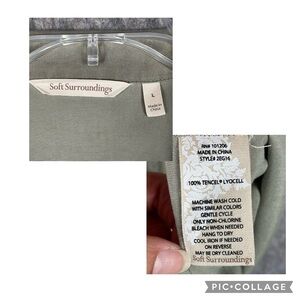 Soft Surroundings
L
MADE IN
CHINA
RN# 101206
MADE IN CHINA
STYLE# 2BG16
100% TENCEL® LYOCELL
MACHINE WASH COLD
WITH SIMILAR COLORS
GENTLE CYCLE
ONLY NON-CHLORINE
BLEACH WHEN NEEDED
HANG TO DRY
COOL IRON IF NEEDED
ON REVERSE
MAY BE DRY CLEANED
Soft Surroundings
PIC•COLLAGE